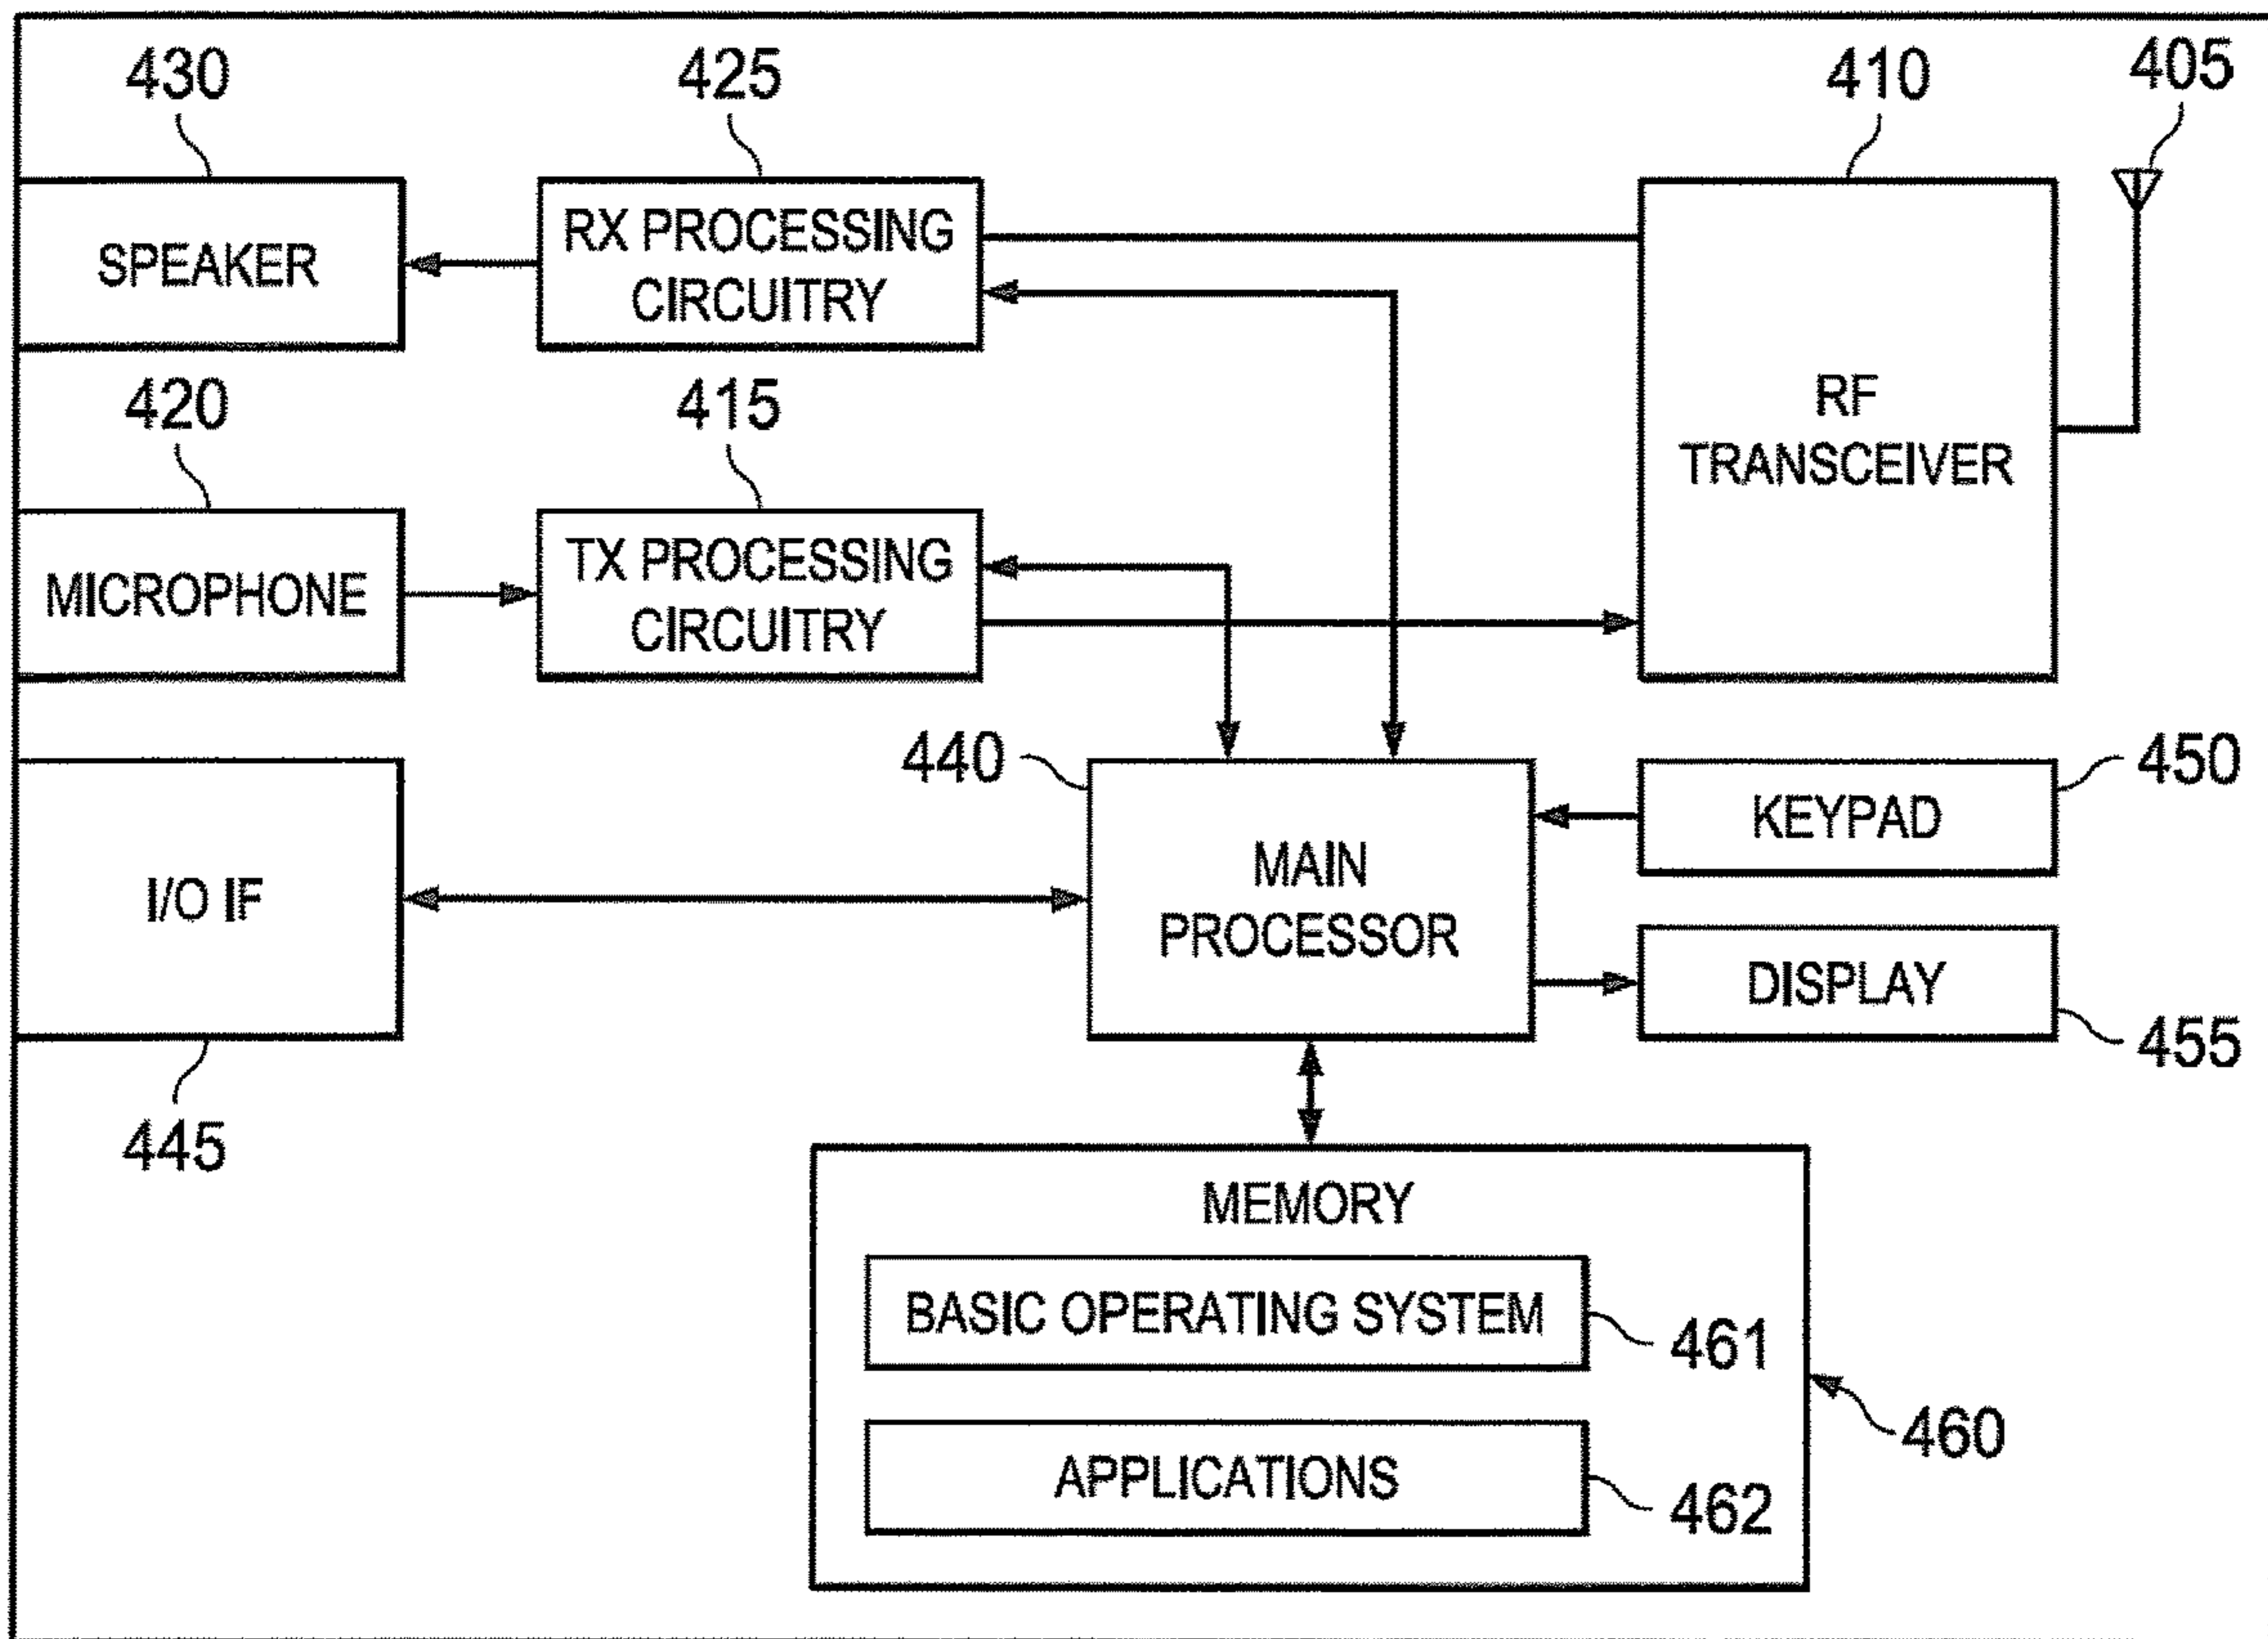 430
425
410
405
SPEAKER
RX PROCESSING
CIRCUITRY
RF
TRANSCEIVER
420
415
MICROPHONE
TX PROCESSING
CIRCUITRY
440
450
KEYPAD
I/O IF
MAIN
PROCESSOR
DISPLAY
455
445
MEMORY
BASIC OPERATING SYSTEM
461
460
APPLICATIONS
462